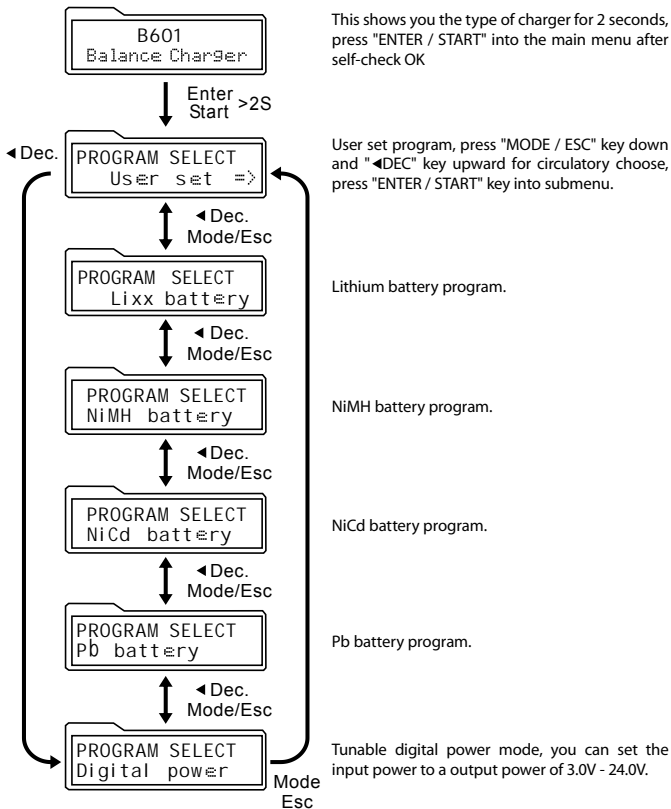 B601
Balance Charger
This shows you the type of charger for 2 seconds,
press "ENTER / START" into the main menu after
self-check OK
Enter
Start >2S
◀Dec.
PROGRAM SELECT
User set =>
User set program, press "MODE / ESC" key down
and "◀DEC" key upward for circulatory choose,
press "ENTER / START" key into submenu.
◀Dec.
Mode/Esc
PROGRAM SELECT
Lixx battery
Lithium battery program.
◀Dec.
Mode/Esc
PROGRAM SELECT
NiMH battery
NiMH battery program.
◀Dec.
Mode/Esc
PROGRAM SELECT
NiCd battery
NiCd battery program.
◀Dec.
Mode/Esc
PROGRAM SELECT
Pb battery
Pb battery program.
◀Dec.
Mode/Esc
PROGRAM SELECT
Digital power
Mode
Esc
Tunable digital power mode, you can set the
input power to a output power of 3.0V - 24.0V.